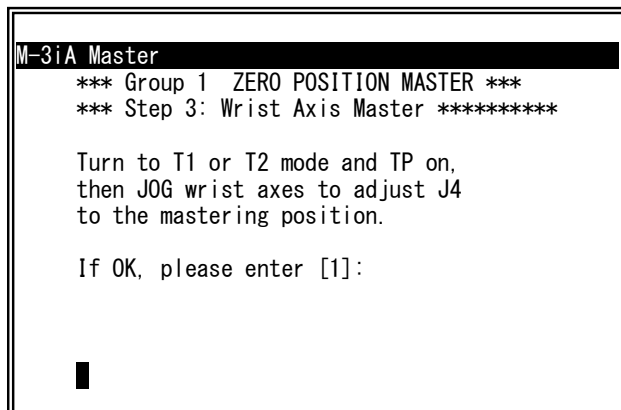 M-3iA Master
*** Group 1 ZERO POSITION MASTER ***
*** Step 3: Wrist Axis Master **********
Turn to T1 or T2 mode and TP on,
then JOG wrist axes to adjust J4
to the mastering position.
If OK, please enter [1]: